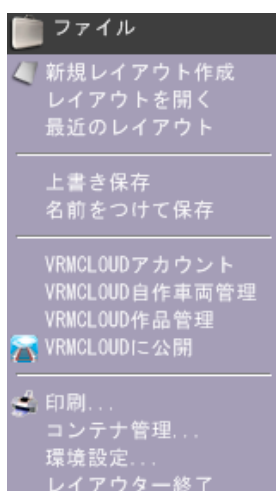 ファイル
新規レイアウト作成
レイアウトを開く
最近のレイアウト
上書き保存
名前をつけて保存
VRMCLOUDアカウント
VRMCLOUD自作車両管理
VRMCLOUD作品管理
VRMCLOUDに公開
印刷...
コンテナ管理...
環境設定...
レイアウター終了